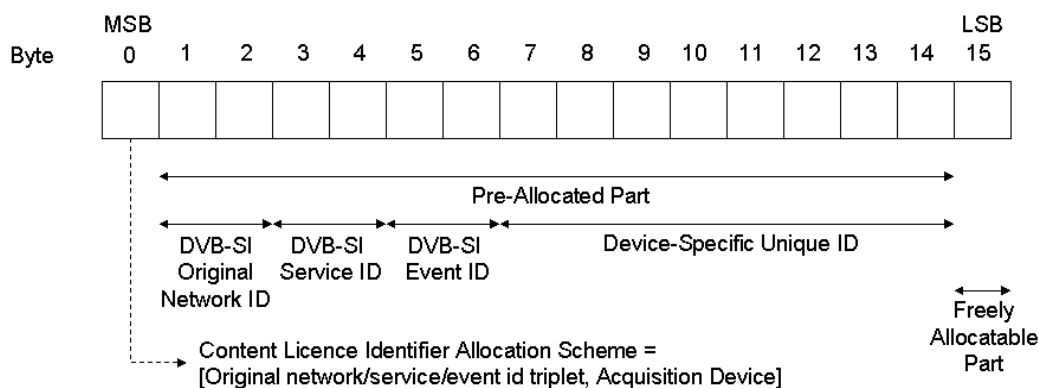 MSB LSB
Byte 0 1 2 3 4 5 6 7 8 9 10 11 12 13 14 15
Pre-Allocated Part
DVB-SI Original Network ID
DVB-SI Service ID
DVB-SI Event ID
Device-Specific Unique ID
Freely Allocatable Part
Content Licence Identifier Allocation Scheme =
[Original network/service/event id triplet, Acquisition Device]